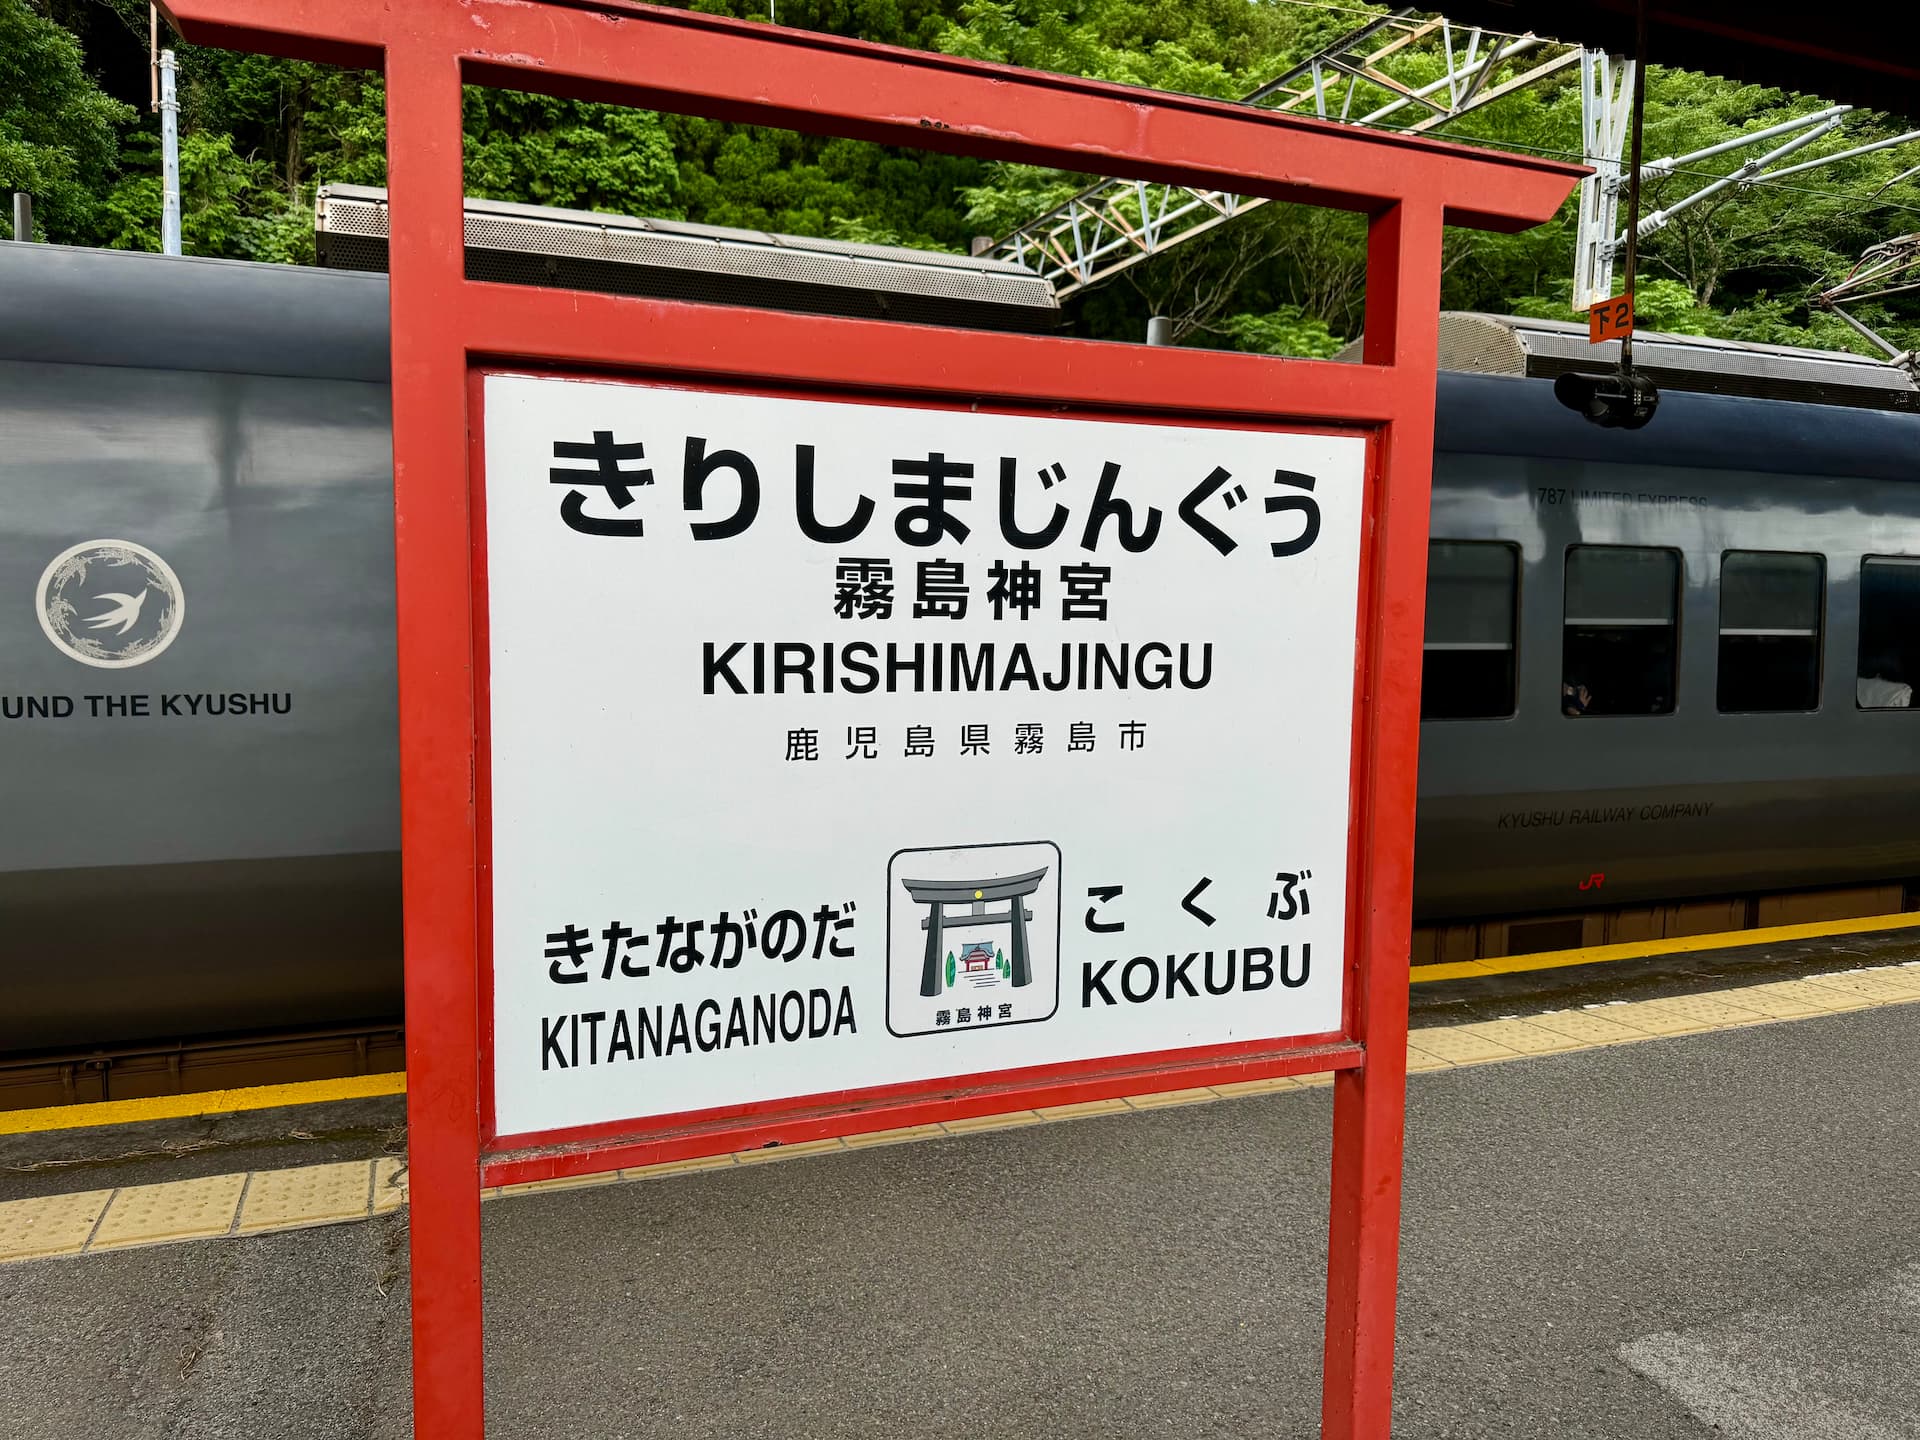 きりしまじんぐう
霧島神宮
KIRISHIMAJINGU
鹿児島県霧島市
きたながのだ
KITANAGANODA
霧島神宮
こくぶ
KOKUBU
UND THE KYUSHU
下2
787 LIMITED EXPRESS
KYUSHU RAILWAY COMPANY
JR